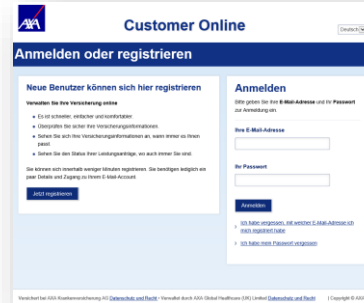 AXA
Customer Online
Deutsch
Anmelden oder registrieren
Neue Benutzer können sich hier registrieren
Verwalten Sie Ihre Versicherung online
Es ist schneller, einfacher und komfortabler
Überprüfen Sie sicher Ihre Versicherungsinformationen
Sehen Sie sich Ihre Versicherungsinformationen an, wann immer es Ihnen
passt
Sehen Sie den Status Ihrer Leistungsanträge, wo auch immer Sie sind
Sie können sich innerhalb weniger Minuten registrieren. Sie benötigen lediglich ein
paar Details und Zugang zu Ihrem E-Mail-Account
Jetzt registrieren
Anmelden
Bitte geben Sie Ihre E-Mail-Adresse und Ihr Passwort
zur Anmeldung ein.
Ihre E-Mail-Adresse
Ihr Passwort
Anmelden
Ich habe vergessen, mit welcher E-Mail-Adresse ich
mich registriert habe
Ich habe mein Passwort vergessen
Versichert bei AXA Krankenversicherung AG Datenschutz und Recht - Verwaltet durch AXA Global Healthcare (UK) Limited Datenschutz und Recht | Copyright © AXA